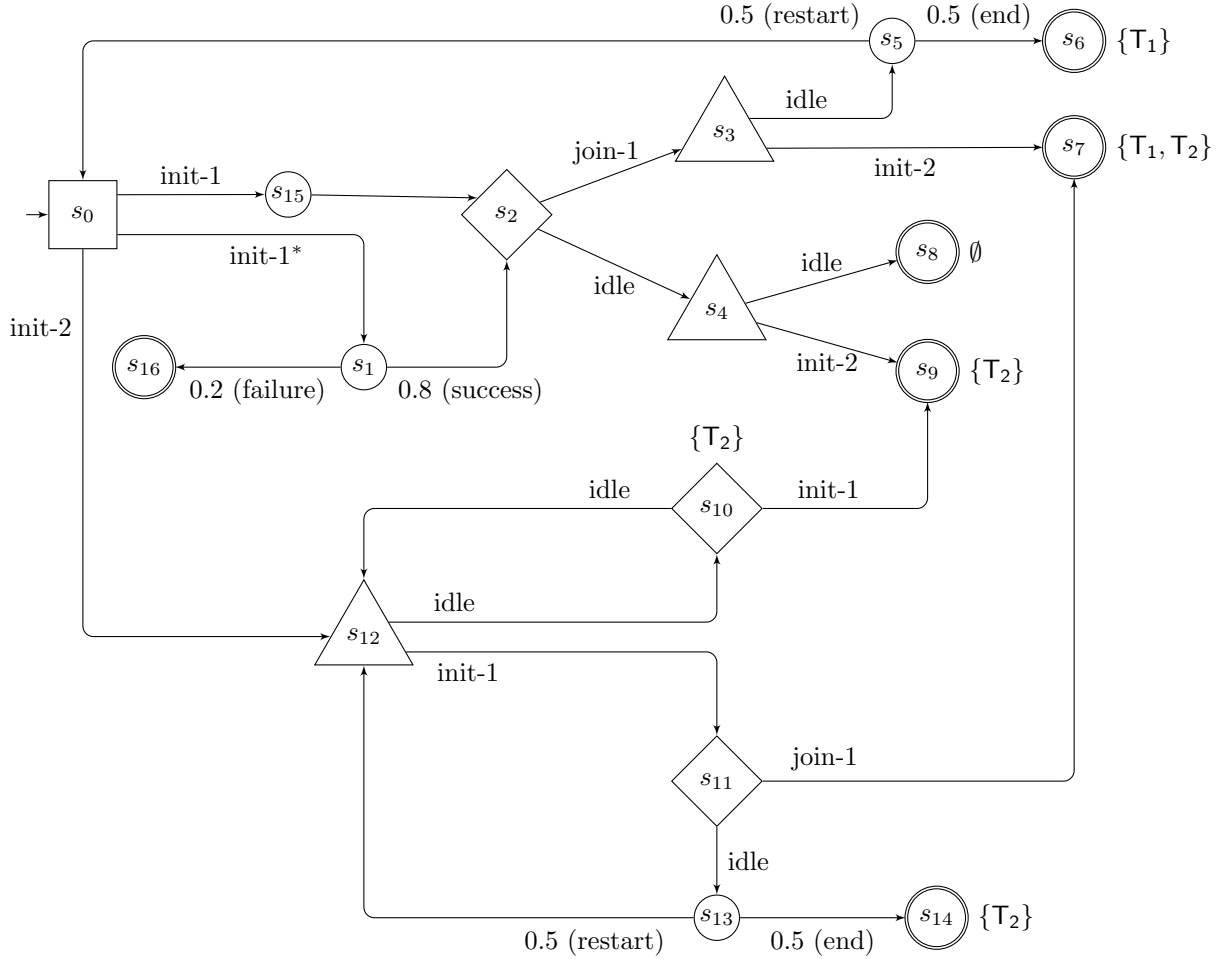 0.5 (restart)
0.5 (end)
s₅
s₆
{T₁}
idle
s₃
join-1
init-2
s₇
{T₁, T₂}
init-1
s₁₅
s₀
s₂
init-1*
idle
s₈
∅
idle
s₄
init-2
init-2
s₁₆
s₁
0.2 (failure)
0.8 (success)
s₉
{T₂}
{T₂}
idle
s₁₀
init-1
idle
s₁₂
init-1
s₁₁
join-1
idle
s₁₃
s₁₄
{T₂}
0.5 (restart)
0.5 (end)